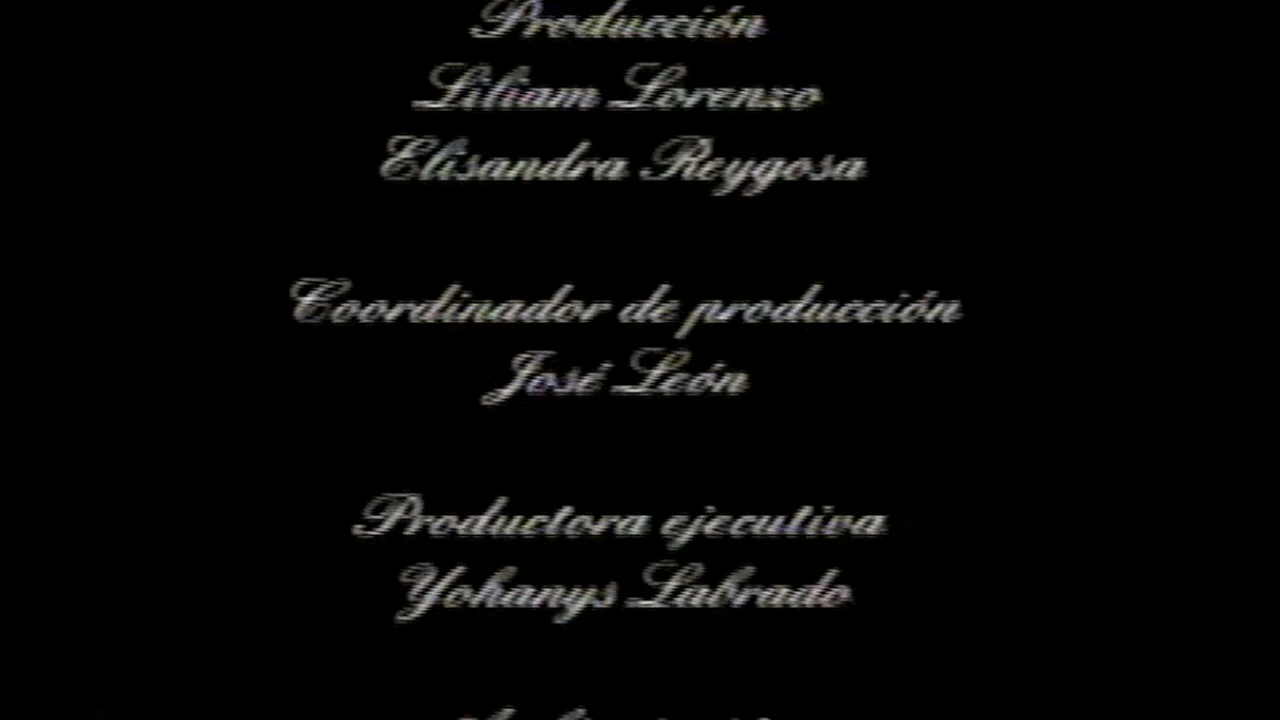 Producción
Liliam Lorenzo
Elisandra Reygosa
Coordinador de producción
José León
Productora ejecutiva
Yohanys Labrado